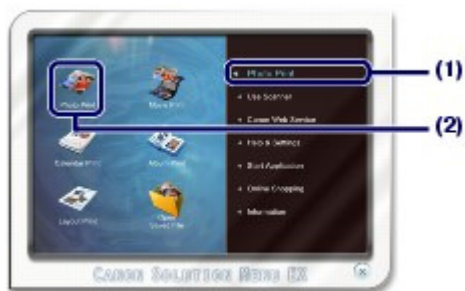 Photo Print
Movie Print
Calendar Print
Album Print
Layout Print
Open
Saved File
Photo Print
Use Scanner
Canon Web Service
Help & Settings
Start Application
Online Shopping
Information
(1)
(2)
CANON SOLUTION MENU EX